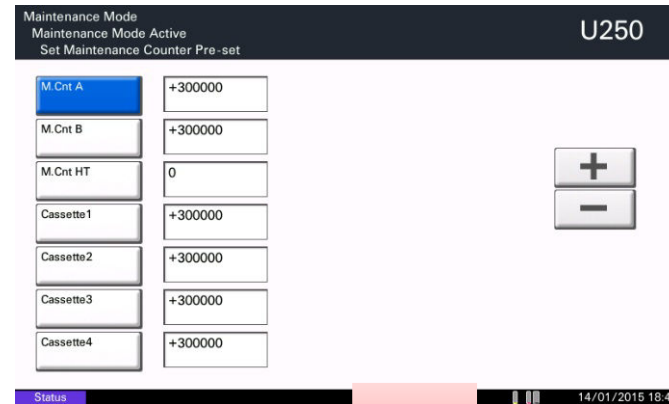 Maintenance Mode
Maintenance Mode Active
Set Maintenance Counter Pre-set
U250
M.Cnt A +300000
M.Cnt B +300000
M.Cnt HT 0
Cassette1 +300000
Cassette2 +300000
Cassette3 +300000
Cassette4 +300000
Status 14/01/2015 18:4